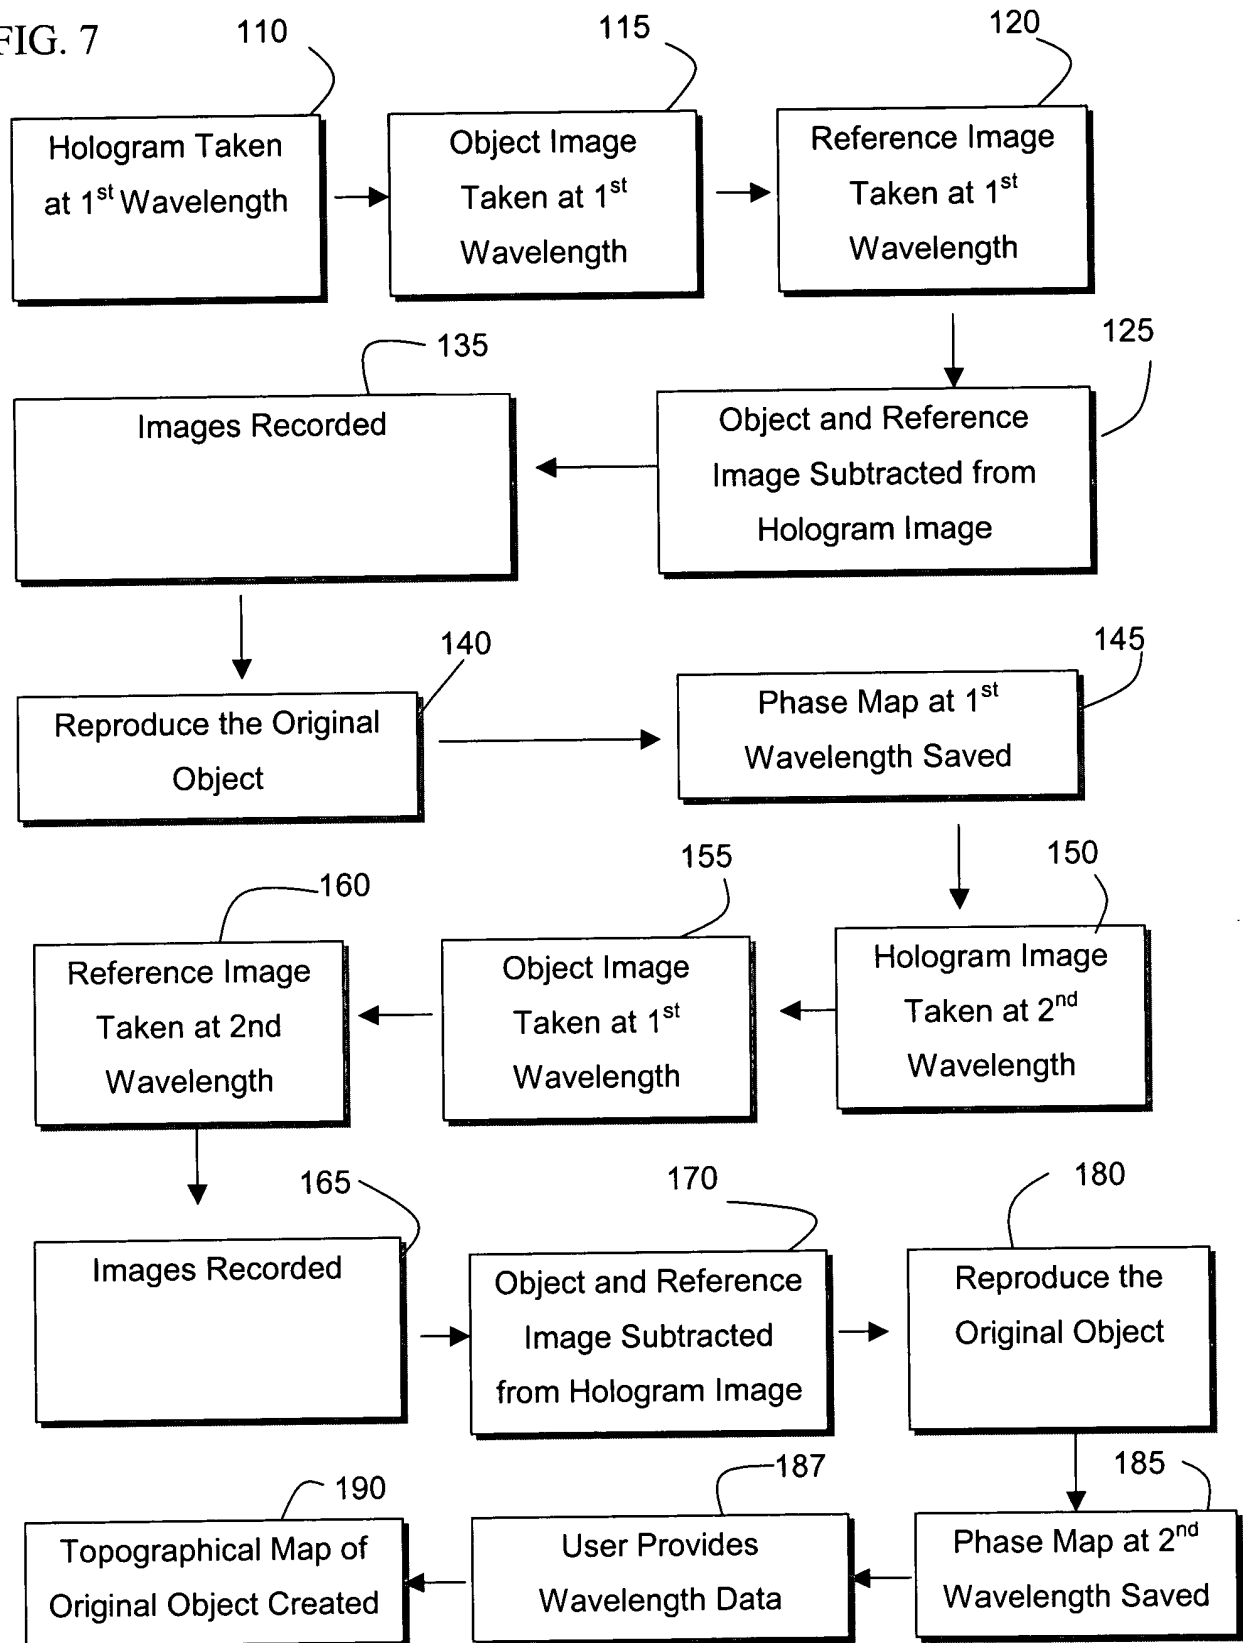 FIG. 7
110
115
120
Hologram Taken
at 1st Wavelength
Object Image
Taken at 1st
Wavelength
Reference Image
Taken at 1st
Wavelength
135
125
Images Recorded
Object and Reference
Image Subtracted from
Hologram Image
140
145
Reproduce the Original
Object
Phase Map at 1st
Wavelength Saved
160
155
150
Reference Image
Taken at 2nd
Wavelength
Object Image
Taken at 1st
Wavelength
Hologram Image
Taken at 2nd
Wavelength
165
170
180
Images Recorded
Object and Reference
Image Subtracted
from Hologram Image
Reproduce the
Original Object
190
187
185
Topographical Map of
Original Object Created
User Provides
Wavelength Data
Phase Map at 2nd
Wavelength Saved